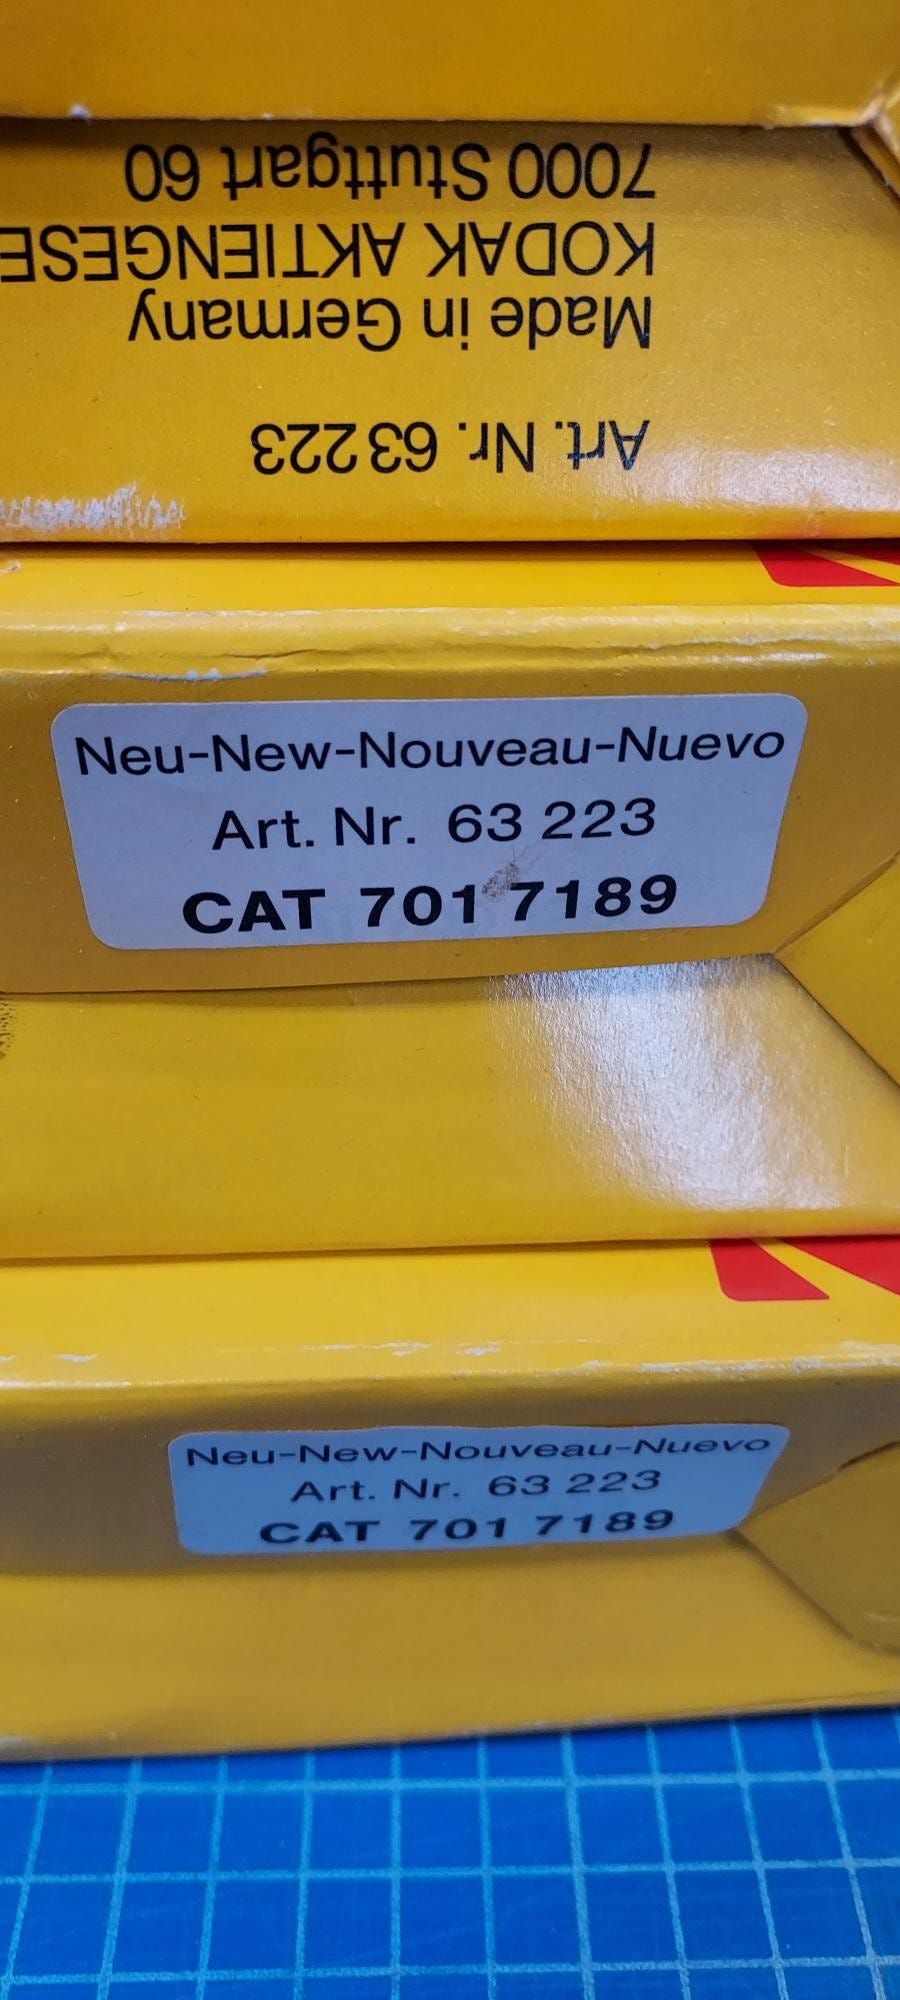 Art. Nr. 63 223
Made in Germany
KODAK AKTIENGESE
7000 Stuttgart 60
Neu-New-Nouveau-Nuevo
Art. Nr. 63 223
CAT 701 7189
Neu-New-Nouveau-Nuevo
Art. Nr. 63 223
CAT 701 7189